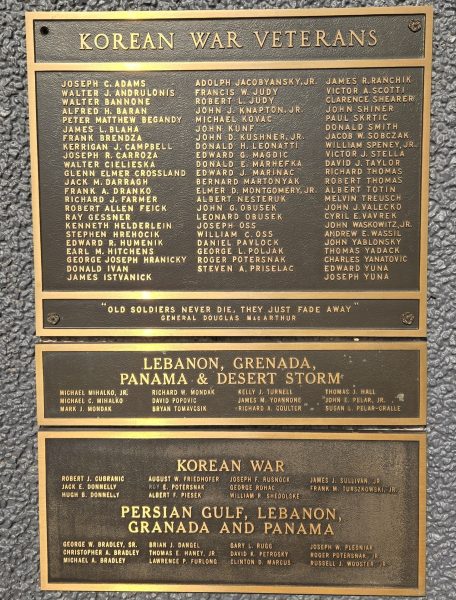 KOREAN WAR VETERANS
JOSEPH C. ADAMS
WALTER J. ANDRULONIS
WALTER BANNONE
ALFRED H. BARAN
PETER MATTHEW BEGANDY
JAMES L. BLAHA
FRANK BRENDZA
KERRIGAN J. CAMPBELL
JOSEPH R. CARROZA
WALTER CIELIESKA
GLENN ELMER CROSSLAND
JACK M. DARRAGH
FRANK A. DRANKO
RICHARD J. FARMER
ROBERT ALLEN FEICK
RAY GESSNER
KENNETH HELDERLEIN
STEPHEN HREHOCIK
EDWARD R. HUMENIK
EARL M. HITCHENS
GEORGE JOSEPH HRANICKY
DONALD IVAN
JAMES ISTVANICK
ADOLPH JACOBYANSKY, JR.
FRANCIS W. JUDY
ROBERT L. JUDY
JOHN J. KNAPTON, JR.
MICHAEL KOVAC
JOHN KUNF
JOHN D. KUSHNER, JR.
DONALD H. LEONATTI
EDWARD G. MAGDIC
DONALD E. MARHEFKA
EDWARD J. MARINAC
BERNARD MARTONYAK
ELMER D. MONTGOMERY, JR.
ALBERT NESTERUK
JOHN G. OBUSEK
LEONARD OBUSEK
JOSEPH OSS
WILLIAM C. OSS
DANIEL PAVLOCK
GEORGE L. POLJAK
ROGER POTERSNAK
STEVEN A. PRISELAC
JAMES R. RANCHIK
VICTOR A. SCOTTI
CLARENCE SHEARER
JOHN SHINER
PAUL SKRTIC
DONALD SMITH
JACOB W. SOBCZAK
WILLIAM SPENEY, JR.
VICTOR J. STELLA
DAVID J. TAYLOR
RICHARD THOMAS
ROBERT THOMAS
ALBERT TOTIN
MELVIN TREUSCH
JOHN J. VALECKO
CYRIL E. VAVREK
JOHN WASKOWITZ, JR.
ANDREW E. WASSIL
JOHN YABLONSKY
THOMAS YADACK
CHARLES YANATOVIC
EDWARD YUNA
JOSEPH YUNA
"OLD SOLDIERS NEVER DIE, THEY JUST FADE AWAY"
GENERAL DOUGLAS MacARTHUR
LEBANON, GRENADA,
PANAMA & DESERT STORM
MICHAEL MIHALKO, JR.
MICHAEL C. MIHALKO
MARK J. MONDAK
RICHARD W. MONDAK
DAVID POPOVIC
BRYAN TOMAVCSIK
KELLY J. TURNELL
JAMES M. YOANNONE
RICHARD A. COULTER
THOMAS J. HALL
JOHN E. PELAR, JR.
SUSAN L. PELAR-GRALLE
KOREAN WAR
ROBERT J. CUBRANIC
JACK E. DONNELLY
HUGH B. DONNELLY
AUGUST W. FRIEDHOFER
ROY E. POTERSNAK
ALBERT F. PIESEK
JOSEPH F. RUSNOCK
GEORGE ROHAC
WILLIAM R. SHEDOLSKE
JAMES J. SULLIVAN, JR.
FRANK M. TURSZKOWSKI, JR.
PERSIAN GULF, LEBANON,
GRANADA AND PANAMA
GEORGE W. BRADLEY, SR.
CHRISTOPHER A. BRADLEY
MICHAEL A. BRADLEY
BRIAN J. DANGEL
THOMAS E. HANEY, JR.
LAWRENCE P. FURLONG
GARY L. RUGG
DAVID A. PETROSKY
CLINTON D. MARCUS
JOSEPH W. PLESNIAK
ROGER POTERSNAK, JR.
RUSSELL J. WOOSTER, JR.